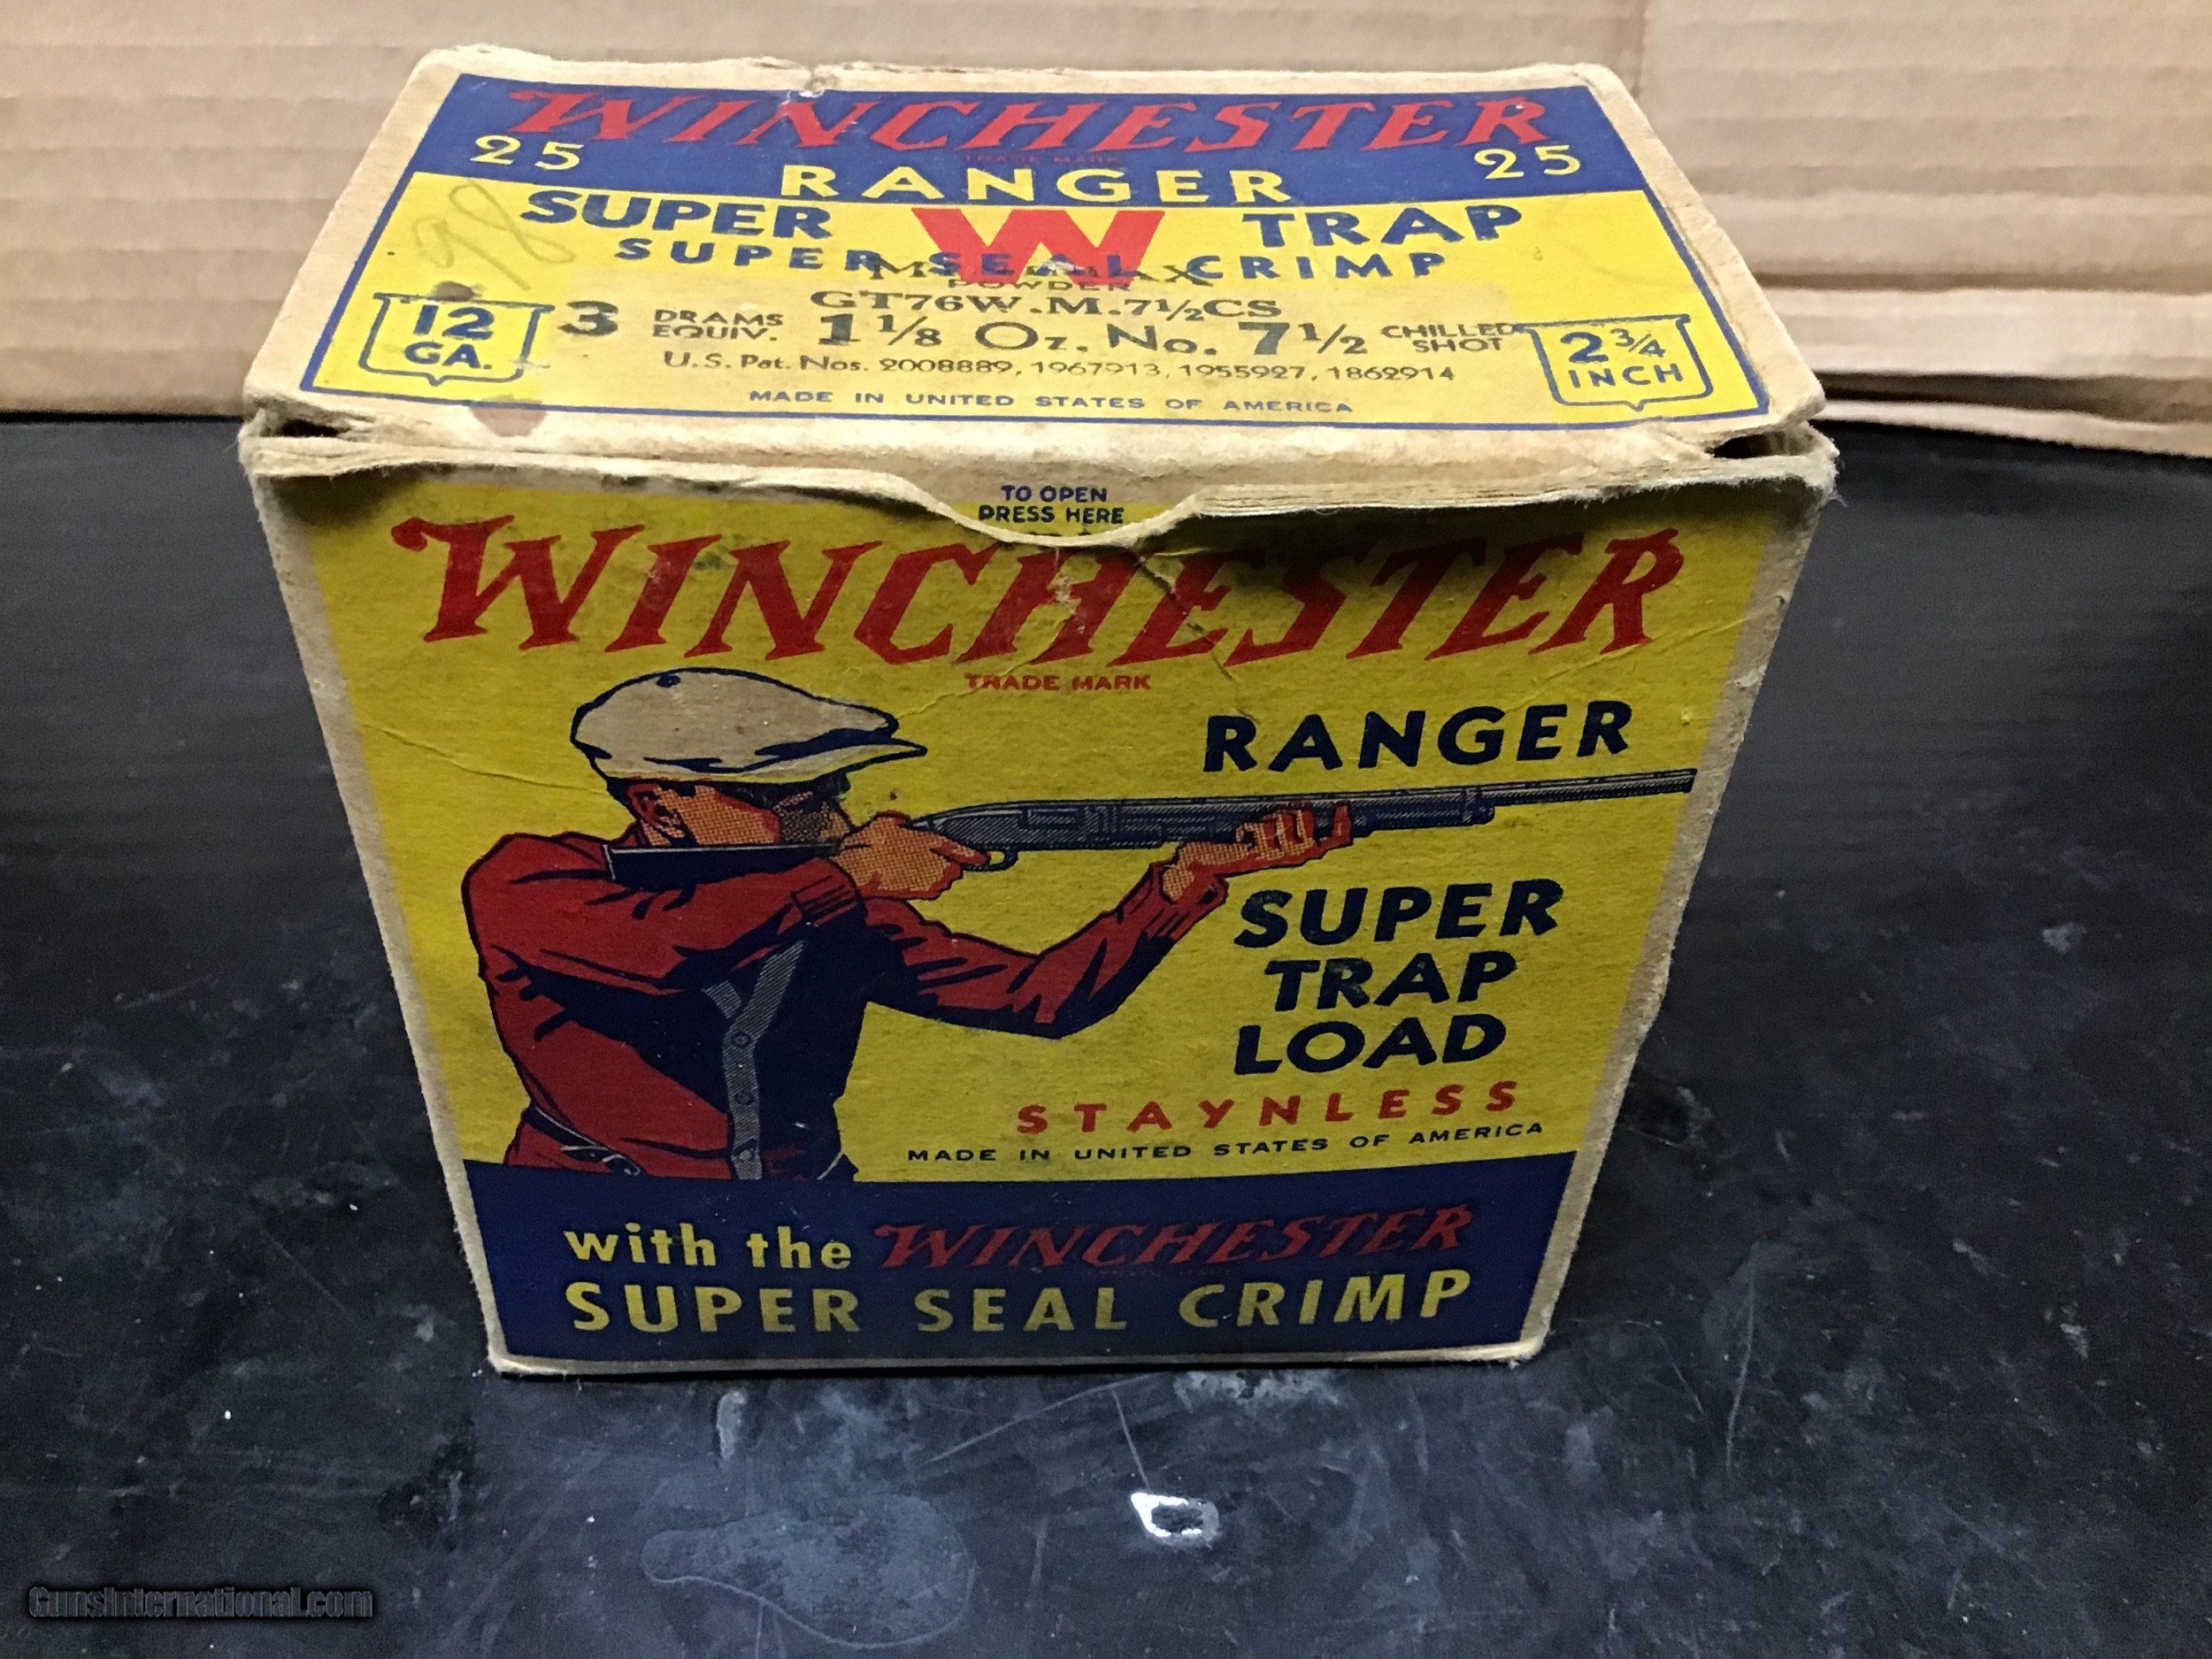 WINCHESTER
TRADE MARK
25 RANGER 25
SUPER W TRAP
SUPER SEAL CRIMP
POWDER
GT76W.M.7½CS
12 GA. 3 DRAMS EQUIV. 1⅛ Oz. No. 7½ CHILLED SHOT 2¾ INCH
U.S. Pat. Nos. 2008889, 1967913, 1955927, 1862914
MADE IN UNITED STATES OF AMERICA
98
TO OPEN
PRESS HERE
WINCHESTER
TRADE MARK
RANGER
SUPER
TRAP
LOAD
STAYNLESS
MADE IN UNITED STATES OF AMERICA
with the WINCHESTER
SUPER SEAL CRIMP
GunsInternational.com